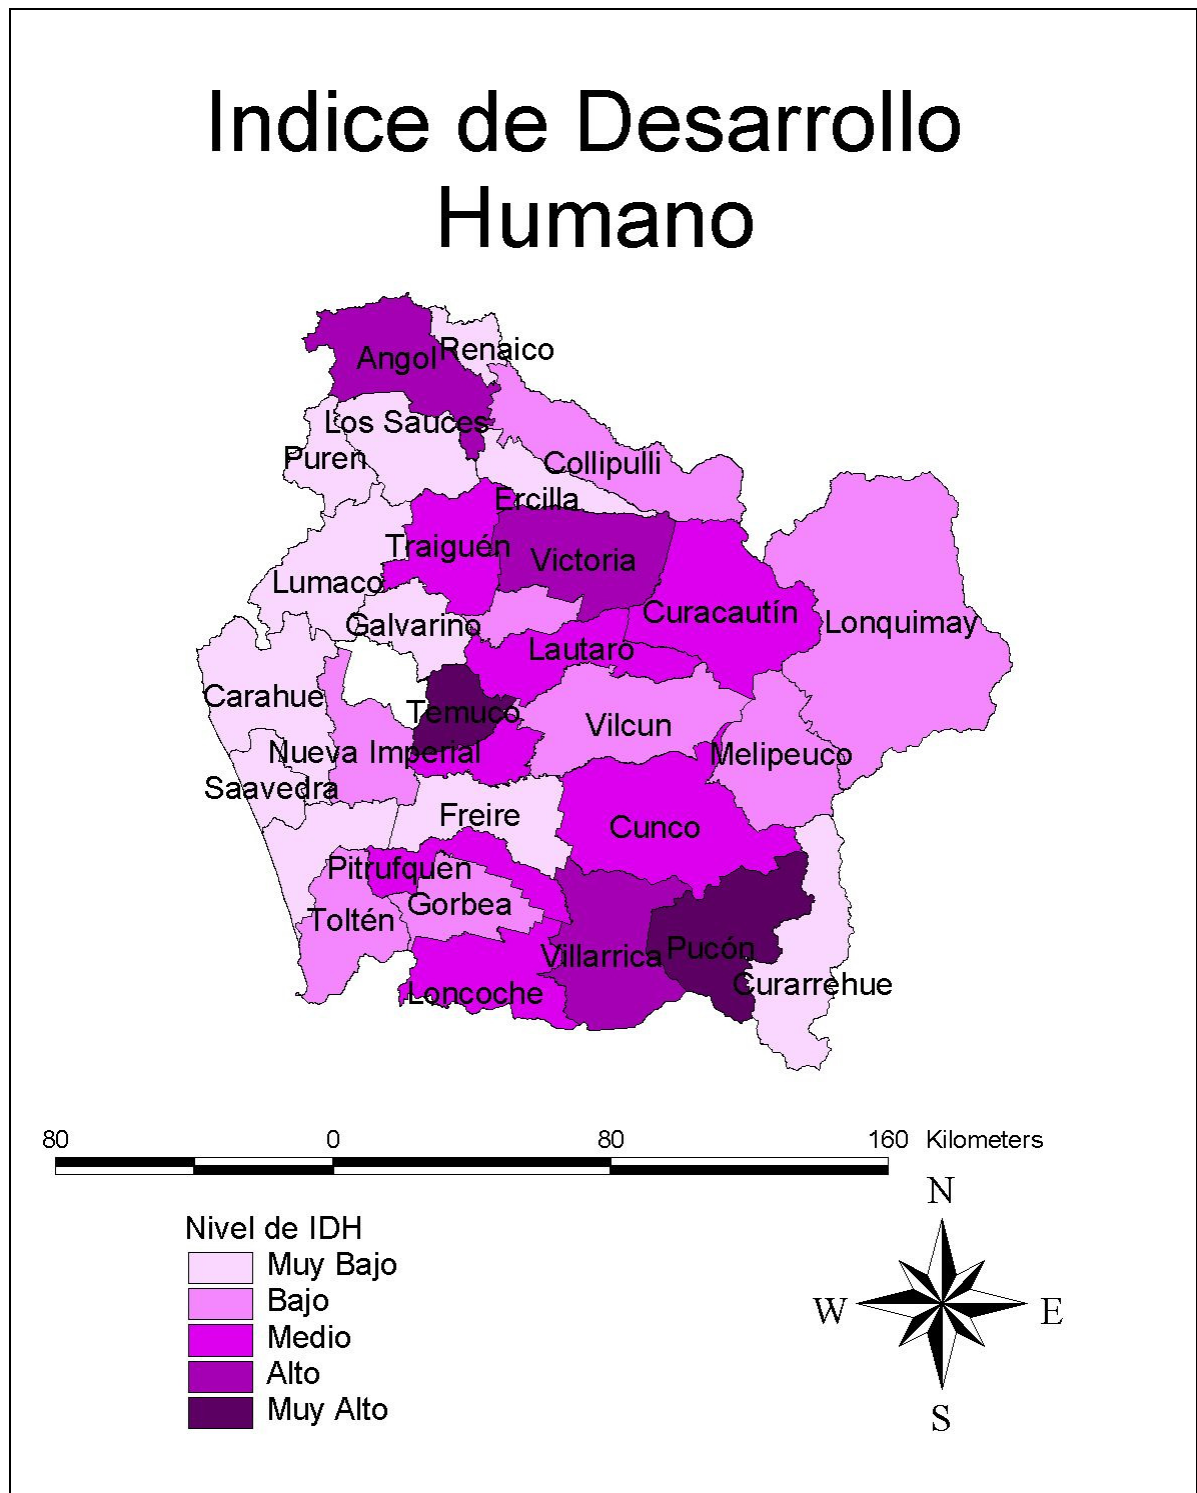 Indice de Desarrollo
Humano
Angol
Renaico
Los Sauces
Puren
Collipulli
Ercilla
Traiguén
Victoria
Lumaco
Curacautín
Lonquimay
Galvarino
Lautaro
Carahue
Temuco
Vilcun
Nueva Imperial
Melipeuco
Saavedra
Freire
Cunco
Pitrufquen
Gorbea
Toltén
Villarrica
Pucón
Curarrehue
Loncoche
80 0 80 160 Kilometers
N
W E
S
Nivel de IDH
Muy Bajo
Bajo
Medio
Alto
Muy Alto